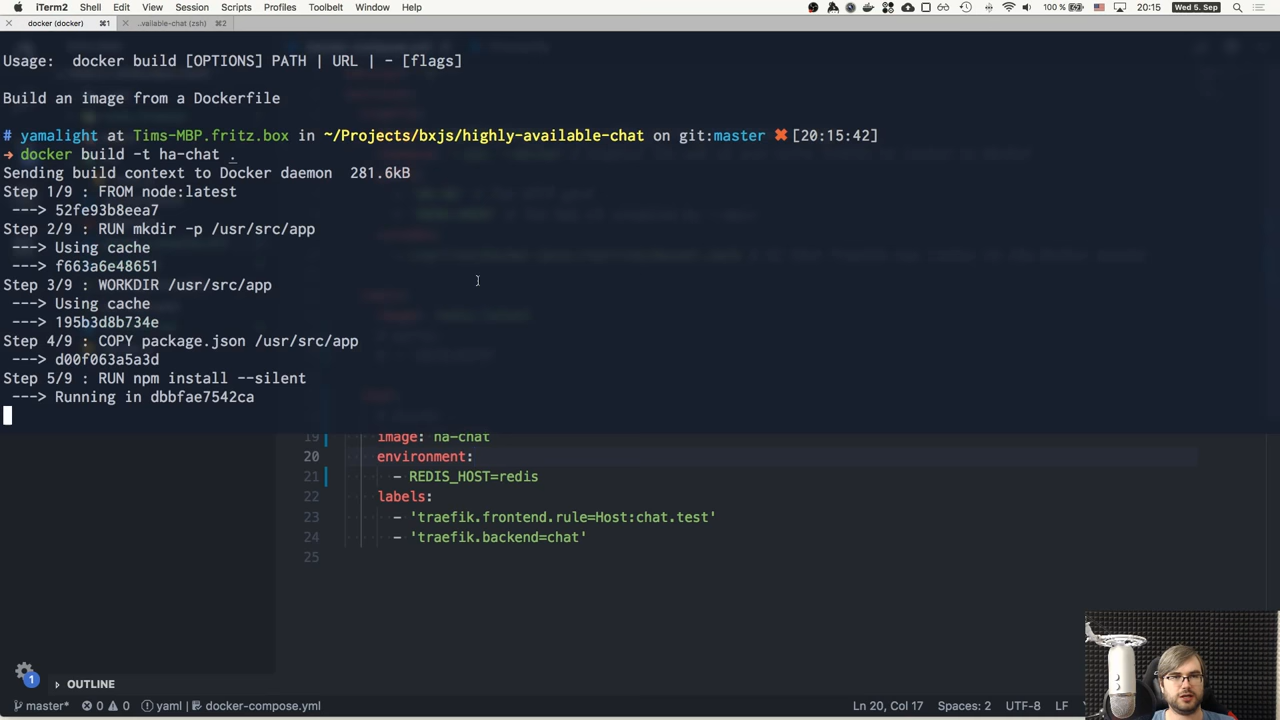 iTerm2 Shell Edit View Session Scripts Profiles Toolbelt Window Help 100 % 20:15 Wed 5. Sep
docker (docker) ⌘1 ..vailable-chat (zsh) ⌘2
Usage: docker build [OPTIONS] PATH | URL | - [flags]
Build an image from a Dockerfile
# yamalight at Tims-MBP.fritz.box in ~/Projects/bxjs/highly-available-chat on git:master ✖ [20:15:42]
→ docker build -t ha-chat .
Sending build context to Docker daemon 281.6kB
Step 1/9 : FROM node:latest
---> 52fe93b8eea7
Step 2/9 : RUN mkdir -p /usr/src/app
---> Using cache
---> f663a6e48651
Step 3/9 : WORKDIR /usr/src/app
---> Using cache
---> 195b3d8b734e
Step 4/9 : COPY package.json /usr/src/app
---> d00f063a5a3d
Step 5/9 : RUN npm install --silent
---> Running in dbbfae7542ca
19 image: ha-chat
20 environment:
21 - REDIS_HOST=redis
22 labels:
23 - 'traefik.frontend.rule=Host:chat.test'
24 - 'traefik.backend=chat'
25
1
OUTLINE
master* 0 0 yaml | docker-compose.yml Ln 20, Col 17 Spaces: 2 UTF-8 LF